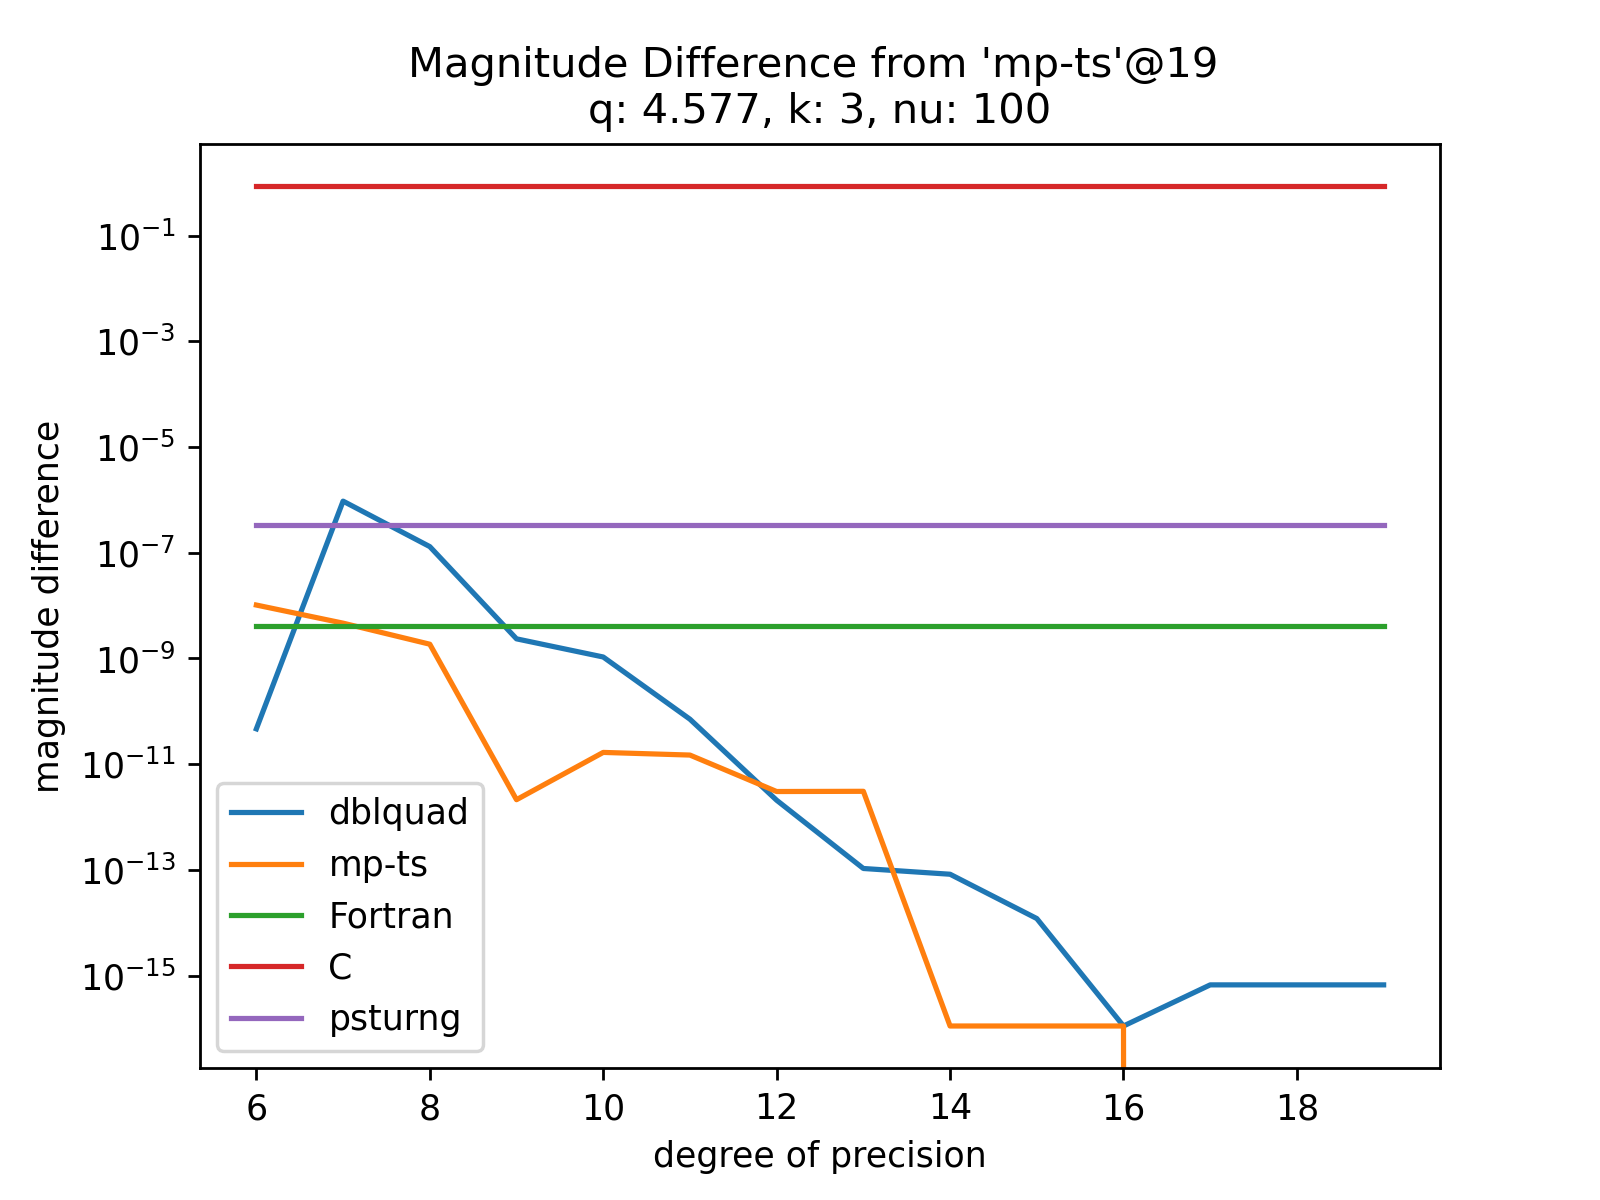 Magnitude Difference from 'mp-ts'@19
q: 4.577, k: 3, nu: 100
magnitude difference
10⁻¹
10⁻³
10⁻⁵
10⁻⁷
10⁻⁹
10⁻¹¹
10⁻¹³
10⁻¹⁵
dblquad
mp-ts
Fortran
C
psturng
6 8 10 12 14 16 18
degree of precision